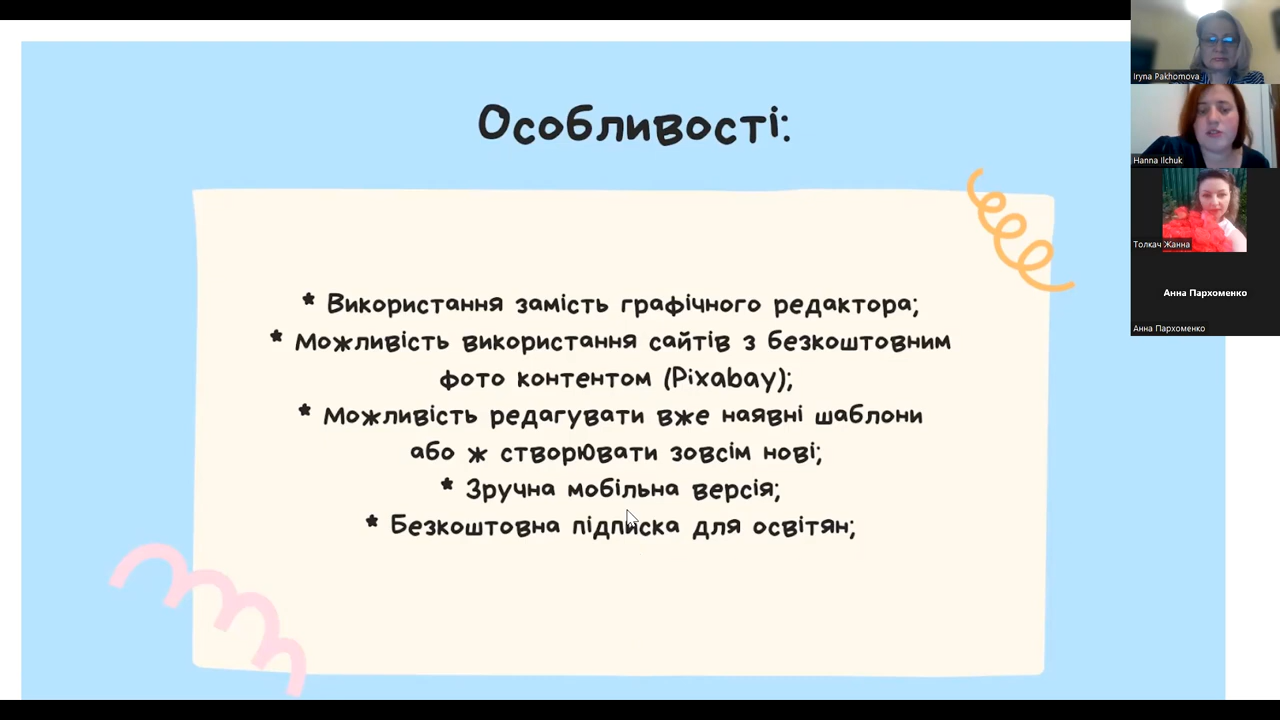 Особливості:
* Використання замість графічного редактора;
* Можливість використання сайтів з безкоштовним
фото контентом (Pixabay);
* Можливість редагувати вже наявні шаблони
або ж створювати зовсім нові;
* Зручна мобільна версія;
* Безкоштовна підписка для освітян;
Iryna Pakhomova
Hanna Ilchuk
Толкач Жанна
Анна Пархоменко
Анна Пархоменко